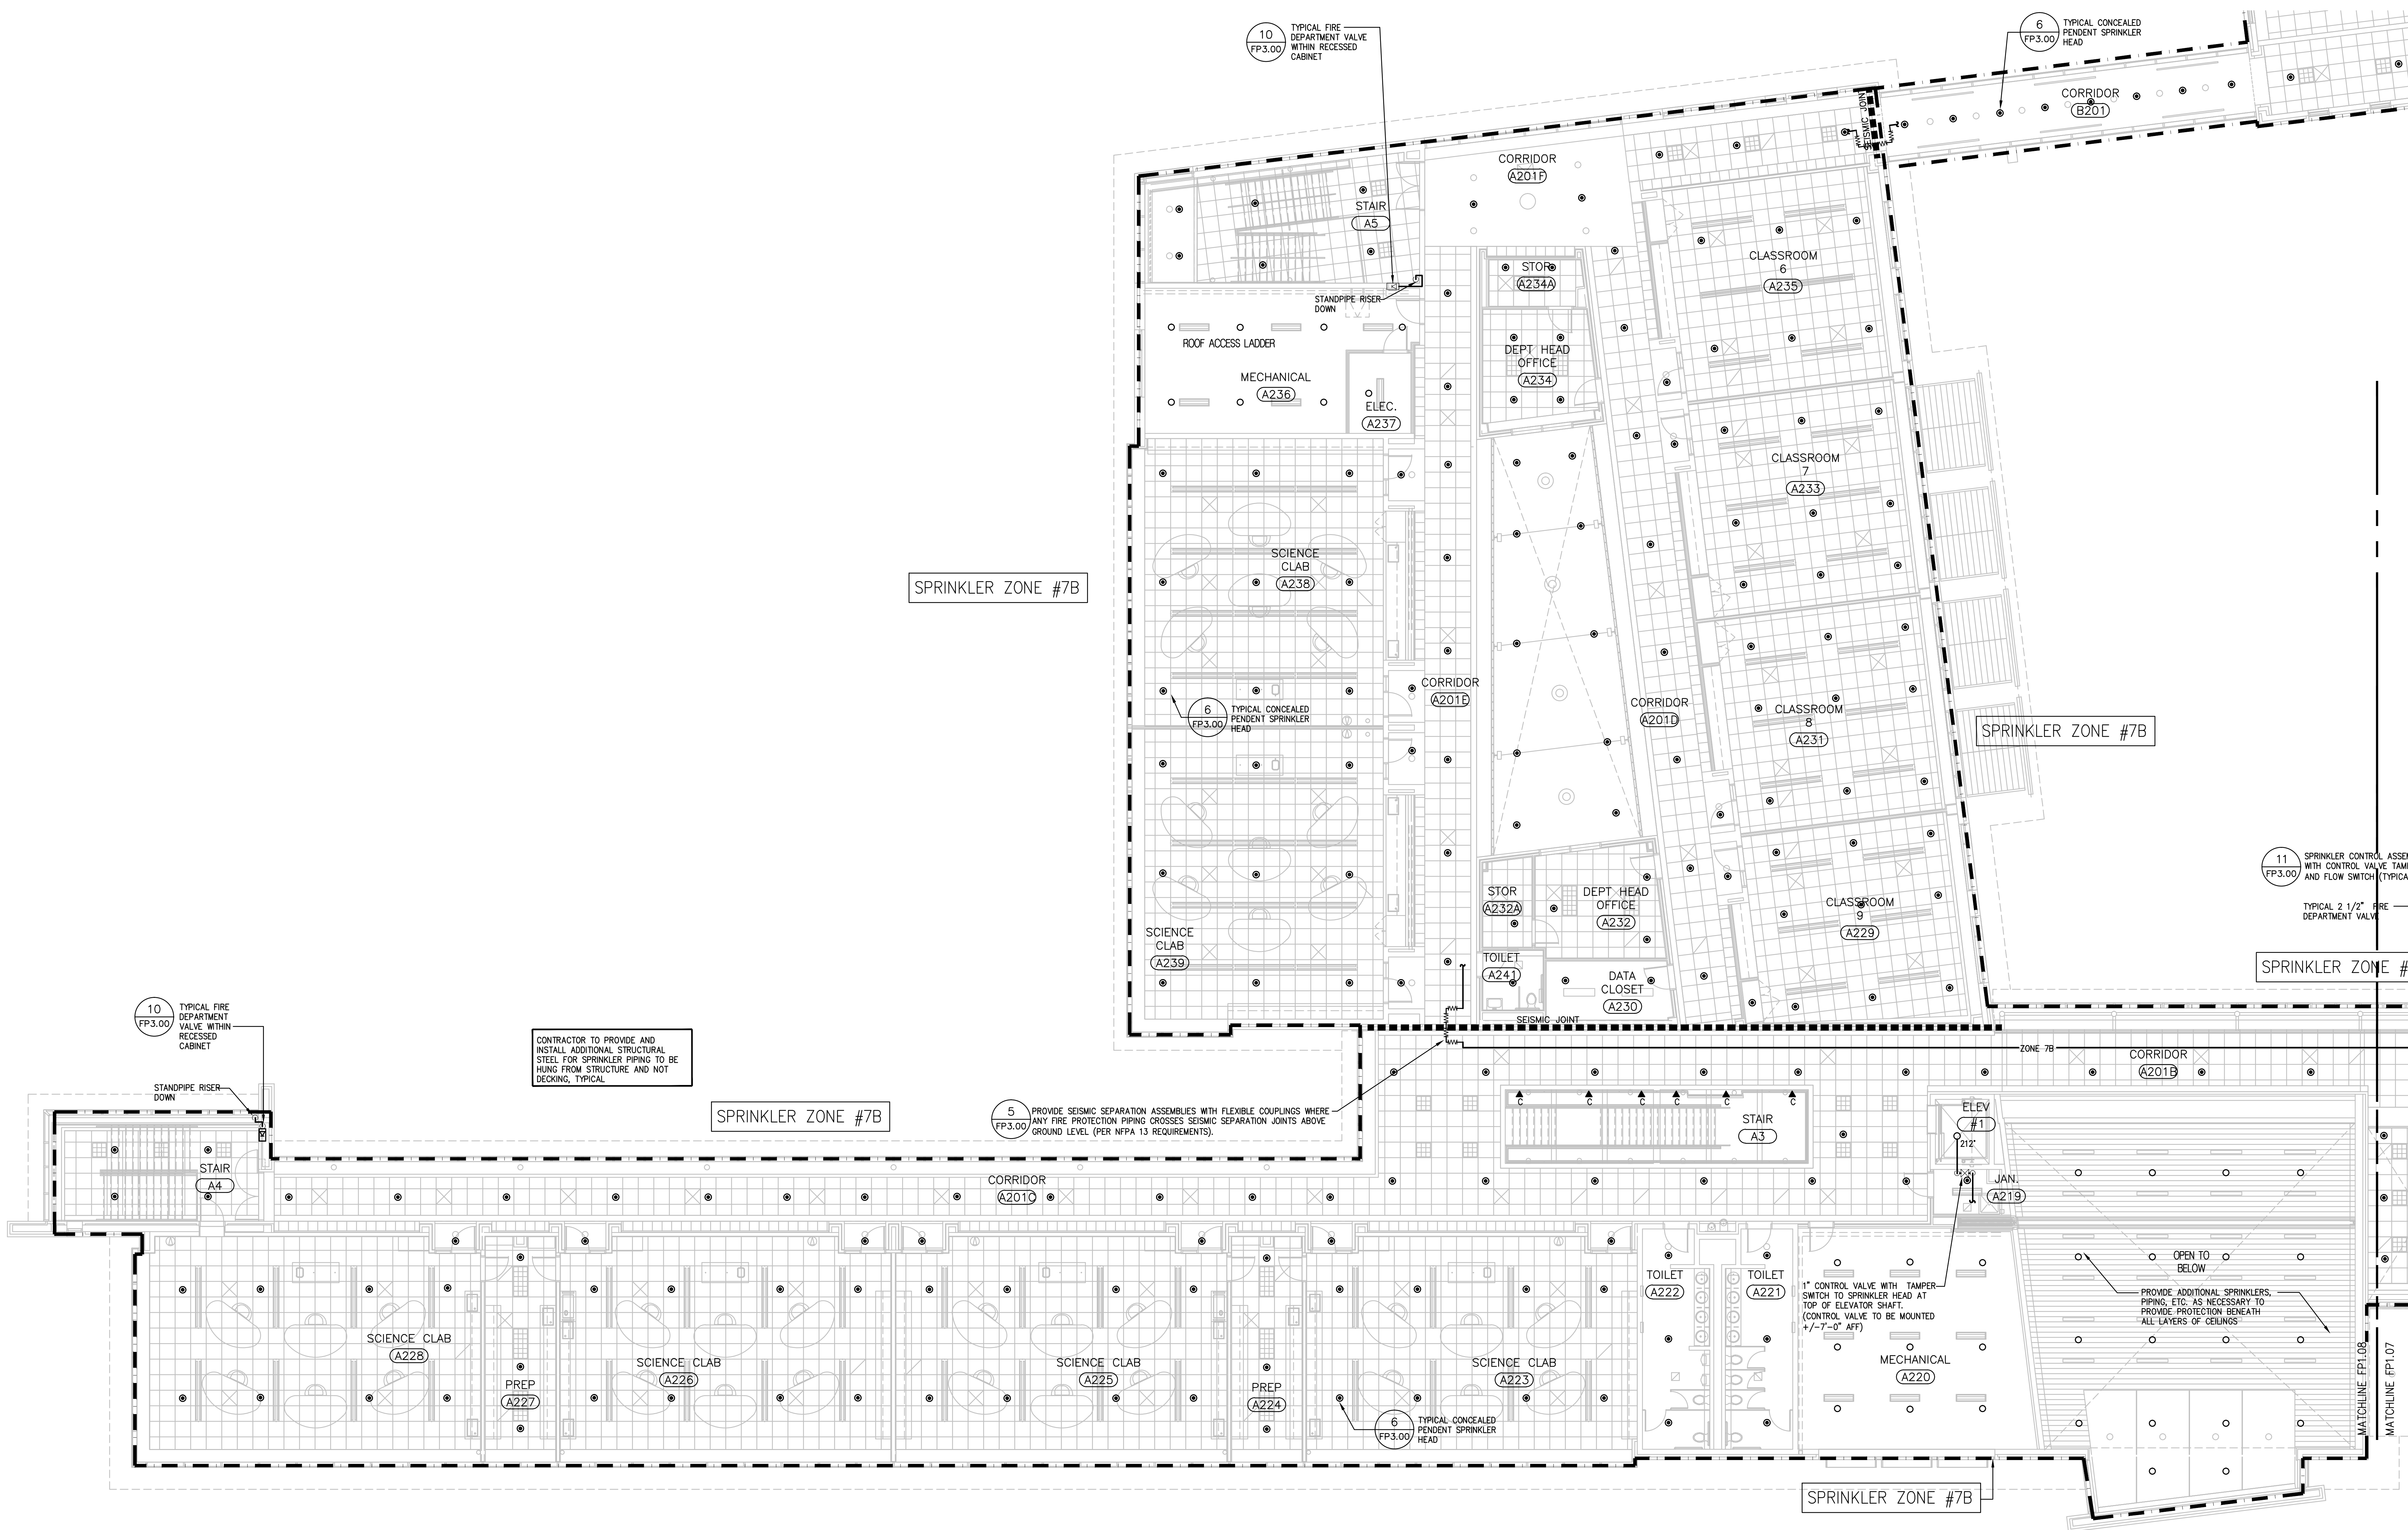 10
FP3.00
TYPICAL FIRE
DEPARTMENT VALVE
WITHIN RECESSED
CABINET
6
FP3.00
TYPICAL CONCEALED
PENDENT SPRINKLER
HEAD
CORRIDOR
B201
SEISMIC JOINT
CORRIDOR
A201F
STAIR
A5
STANDPIPE RISER
DOWN
STOR
A234A
CLASSROOM
6
A235
ROOF ACCESS LADDER
MECHANICAL
A236
ELEC.
A237
DEPT HEAD
OFFICE
A234
CLASSROOM
7
A233
SCIENCE
CLAB
A238
SPRINKLER ZONE #7B
6
FP3.00
TYPICAL CONCEALED
PENDENT SPRINKLER
HEAD
CORRIDOR
A201E
CORRIDOR
A201D
CLASSROOM
8
A231
SPRINKLER ZONE #7B
11
FP3.00
SPRINKLER CONTROL
WITH CONTROL VALVE
AND FLOW SWITCH
TYPICAL 2 1/2" FIRE
DEPARTMENT VALVE
SPRINKLER ZONE #
SCIENCE
CLAB
A239
STOR
A232A
DEPT HEAD
OFFICE
A232
CLASSROOM
9
A229
TOILET
A241
DATA
CLOSET
A230
SEISMIC JOINT
10
FP3.00
TYPICAL FIRE
DEPARTMENT
VALVE WITHIN
RECESSED
CABINET
STANDPIPE RISER
DOWN
CONTRACTOR TO PROVIDE AND
INSTALL ADDITIONAL STRUCTURAL
STEEL FOR SPRINKLER PIPING TO BE
HUNG FROM STRUCTURE AND NOT
DECKING, TYPICAL
SPRINKLER ZONE #7B
5
FP3.00
PROVIDE SEISMIC SEPARATION ASSEMBLIES WITH FLEXIBLE COUPLINGS WHERE
ANY FIRE PROTECTION PIPING CROSSES SEISMIC SEPARATION JOINTS ABOVE
GROUND LEVEL (PER NFPA 13 REQUIREMENTS).
ZONE 7B
CORRIDOR
A201B
C
C
C
C
C
C
STAIR
A3
ELEV
#1
212°
JAN.
A219
STAIR
A4
CORRIDOR
A201C
SCIENCE CLAB
A228
PREP
A227
SCIENCE CLAB
A226
SCIENCE CLAB
A225
PREP
A224
SCIENCE CLAB
A223
6
FP3.00
TYPICAL CONCEALED
PENDENT SPRINKLER
HEAD
TOILET
A222
TOILET
A221
1" CONTROL VALVE WITH TAMPER
SWITCH TO SPRINKLER HEAD AT
TOP OF ELEVATOR SHAFT.
(CONTROL VALVE TO BE MOUNTED
+/-7'-0" AFF)
MECHANICAL
A220
OPEN TO
BELOW
PROVIDE ADDITIONAL SPRINKLERS,
PIPING, ETC. AS NECESSARY TO
PROVIDE PROTECTION BENEATH
ALL LAYERS OF CEILINGS
MATCHLINE FP1.08
MATCHLINE FP1.07
SPRINKLER ZONE #7B